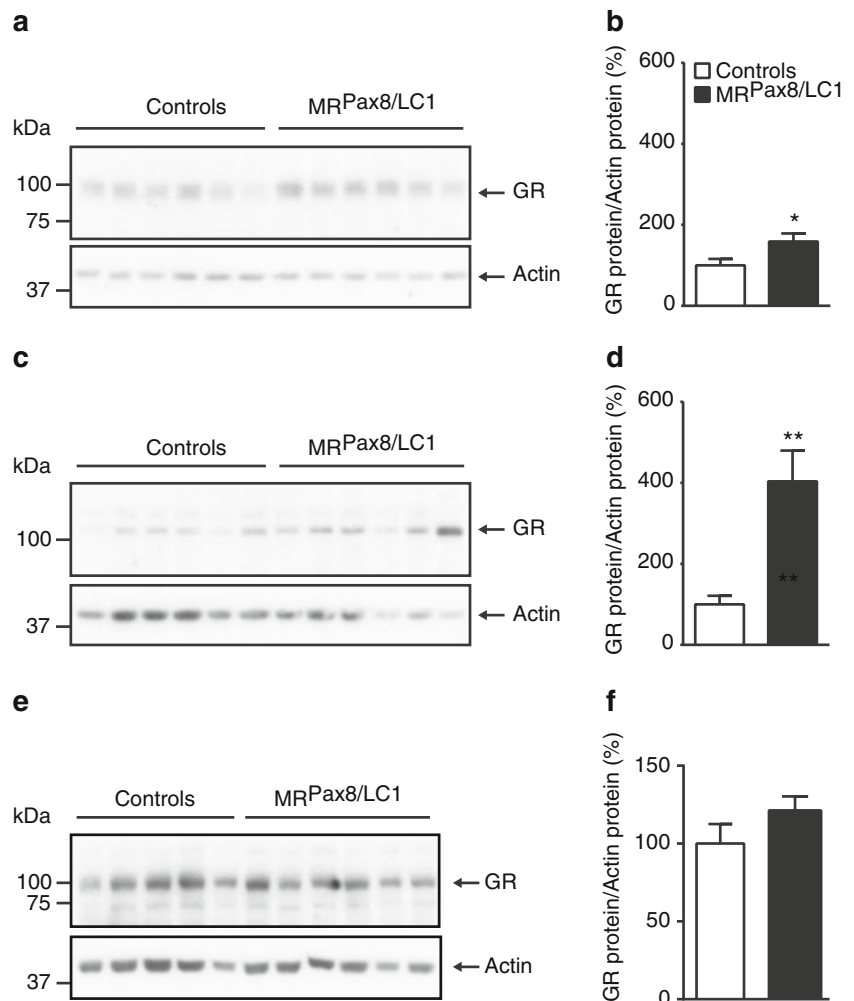 a
Controls
MRPax8/LC1
kDa
100
75
GR
37
Actin
b
GR protein/Actin protein (%)
600
400
200
0
Controls
MRPax8/LC1
*
c
Controls
MRPax8/LC1
kDa
100
GR
37
Actin
d
GR protein/Actin protein (%)
600
400
200
0
**
**
e
Controls
MRPax8/LC1
kDa
100
75
GR
37
Actin
f
GR protein/Actin protein (%)
150
100
50
0